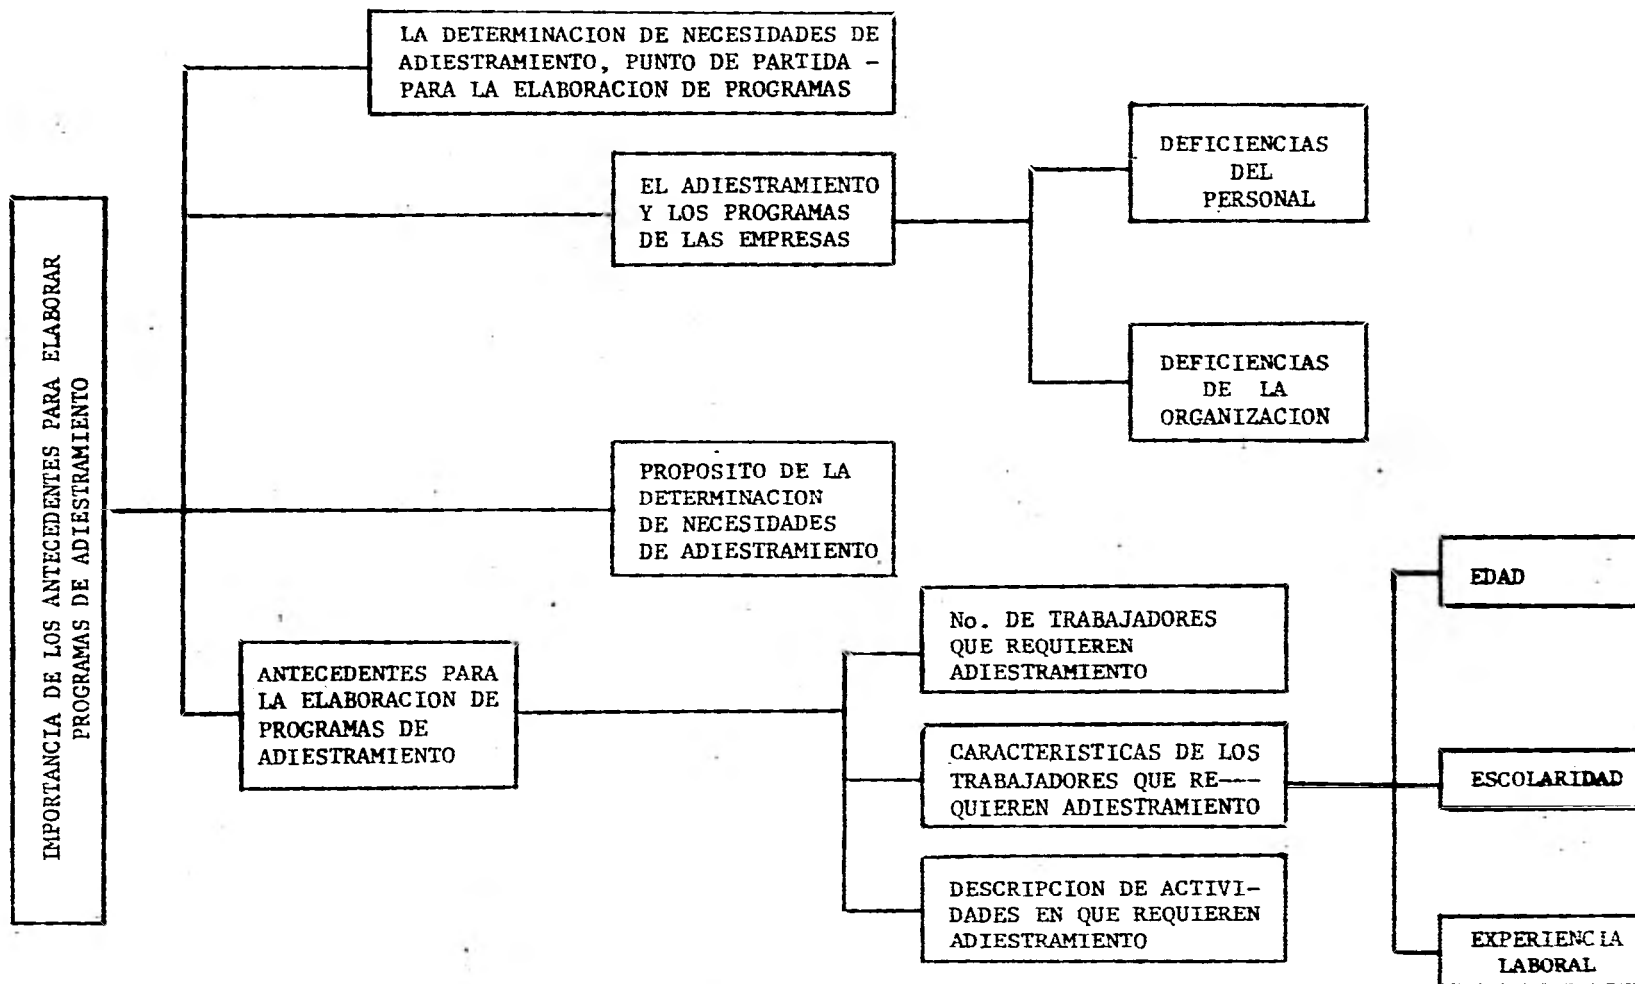 IMPORTANCIA DE LOS ANTECEDENTES PARA ELABORAR
PROGRAMAS DE ADIESTRAMIENTO
LA DETERMINACION DE NECESIDADES DE
ADIESTRAMIENTO, PUNTO DE PARTIDA -
PARA LA ELABORACION DE PROGRAMAS
EL ADIESTRAMIENTO
Y LOS PROGRAMAS
DE LAS EMPRESAS
DEFICIENCIAS
DEL
PERSONAL
DEFICIENCIAS
DE LA
ORGANIZACION
PROPOSITO DE LA
DETERMINACION
DE NECESIDADES
DE ADIESTRAMIENTO
ANTECEDENTES PARA
LA ELABORACION DE
PROGRAMAS DE
ADIESTRAMIENTO
No. DE TRABAJADORES
QUE REQUIEREN
ADIESTRAMIENTO
CARACTERISTICAS DE LOS
TRABAJADORES QUE RE---
QUIEREN ADIESTRAMIENTO
DESCRIPCION DE ACTIVI-
DADES EN QUE REQUIEREN
ADIESTRAMIENTO
EDAD
ESCOLARIDAD
EXPERIENCIA
LABORAL